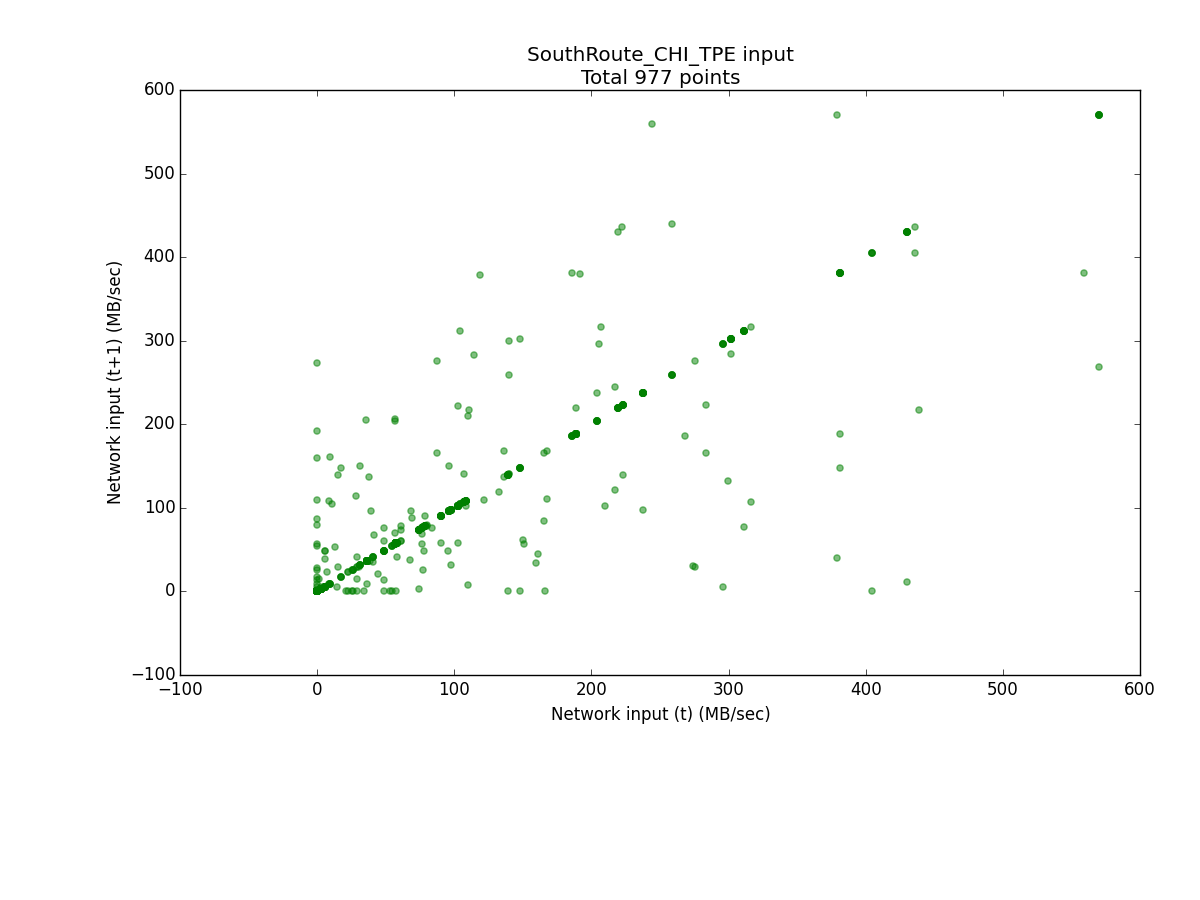 SouthRoute_CHI_TPE input
Total 977 points
600
500
400
300
200
100
0
−100
Network input (t+1) (MB/sec)
−100 0 100 200 300 400 500 600
Network input (t) (MB/sec)